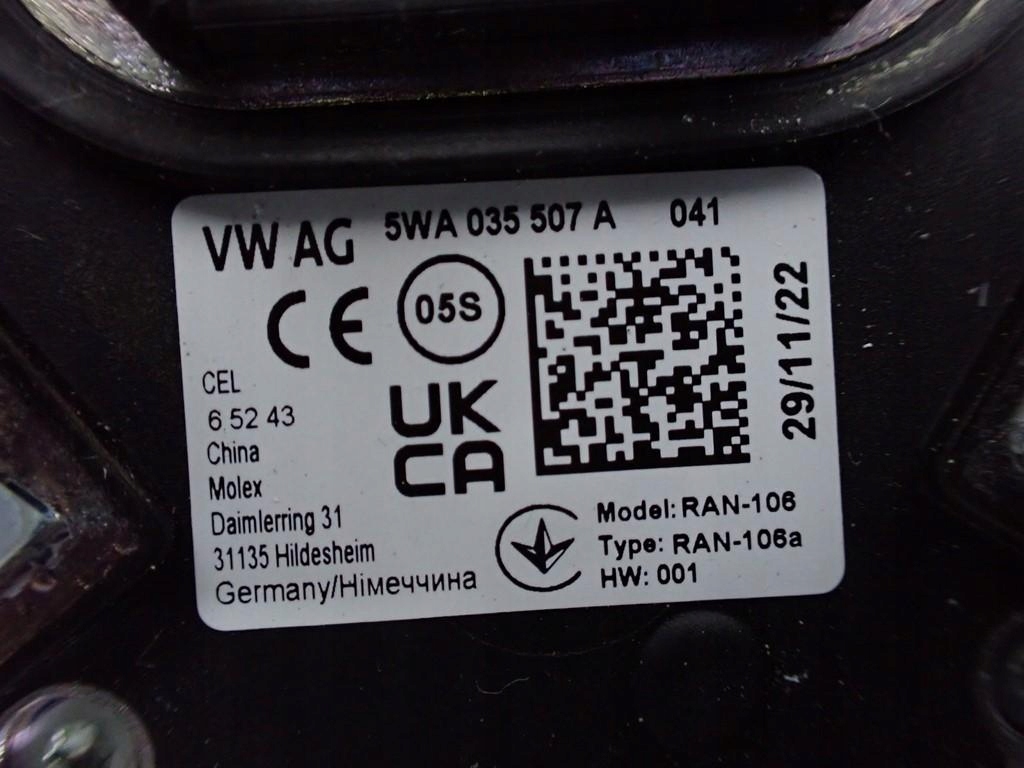 VW AG 5WA 035 507 A 041
CE 05S
29/11/22
CEL
6 52 43
China
Molex
Daimlerring 31
31135 Hildesheim
Germany/Німеччина
UK
CA
Model: RAN-106
Type: RAN-106a
HW: 001